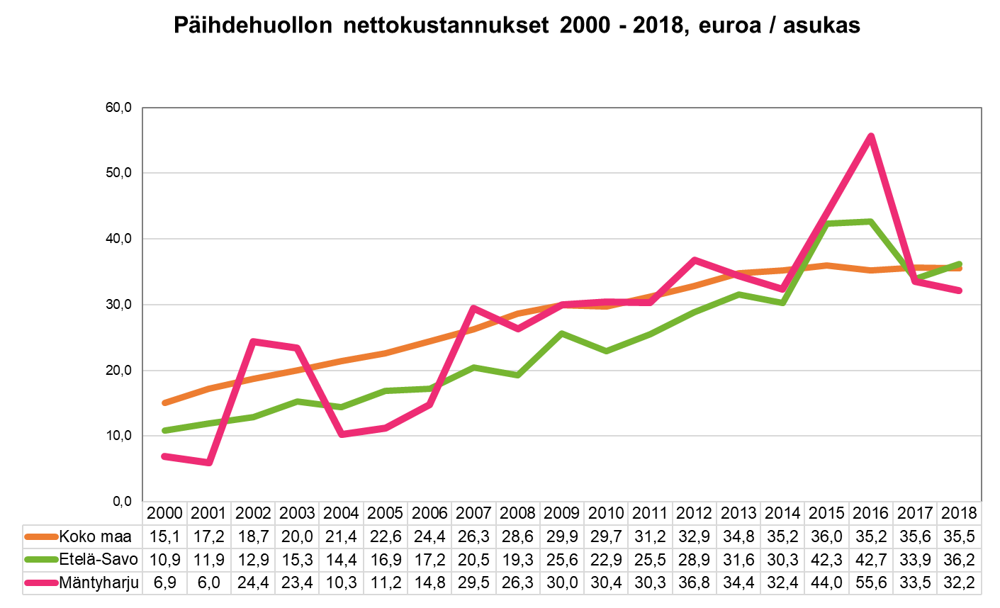 Päihdehuollon nettokustannukset 2000 - 2018, euroa / asukas
60,0
50,0
40,0
30,0
20,0
10,0
0,0
2000 2001 2002 2003 2004 2005 2006 2007 2008 2009 2010 2011 2012 2013 2014 2015 2016 2017 2018
Koko maa 15,1 17,2 18,7 20,0 21,4 22,6 24,4 26,3 28,6 29,9 29,7 31,2 32,9 34,8 35,2 36,0 35,2 35,6 35,5
Etelä-Savo 10,9 11,9 12,9 15,3 14,4 16,9 17,2 20,5 19,3 25,6 22,9 25,5 28,9 31,6 30,3 42,3 42,7 33,9 36,2
Mäntyharju 6,9 6,0 24,4 23,4 10,3 11,2 14,8 29,5 26,3 30,0 30,4 30,3 36,8 34,4 32,4 44,0 55,6 33,5 32,2